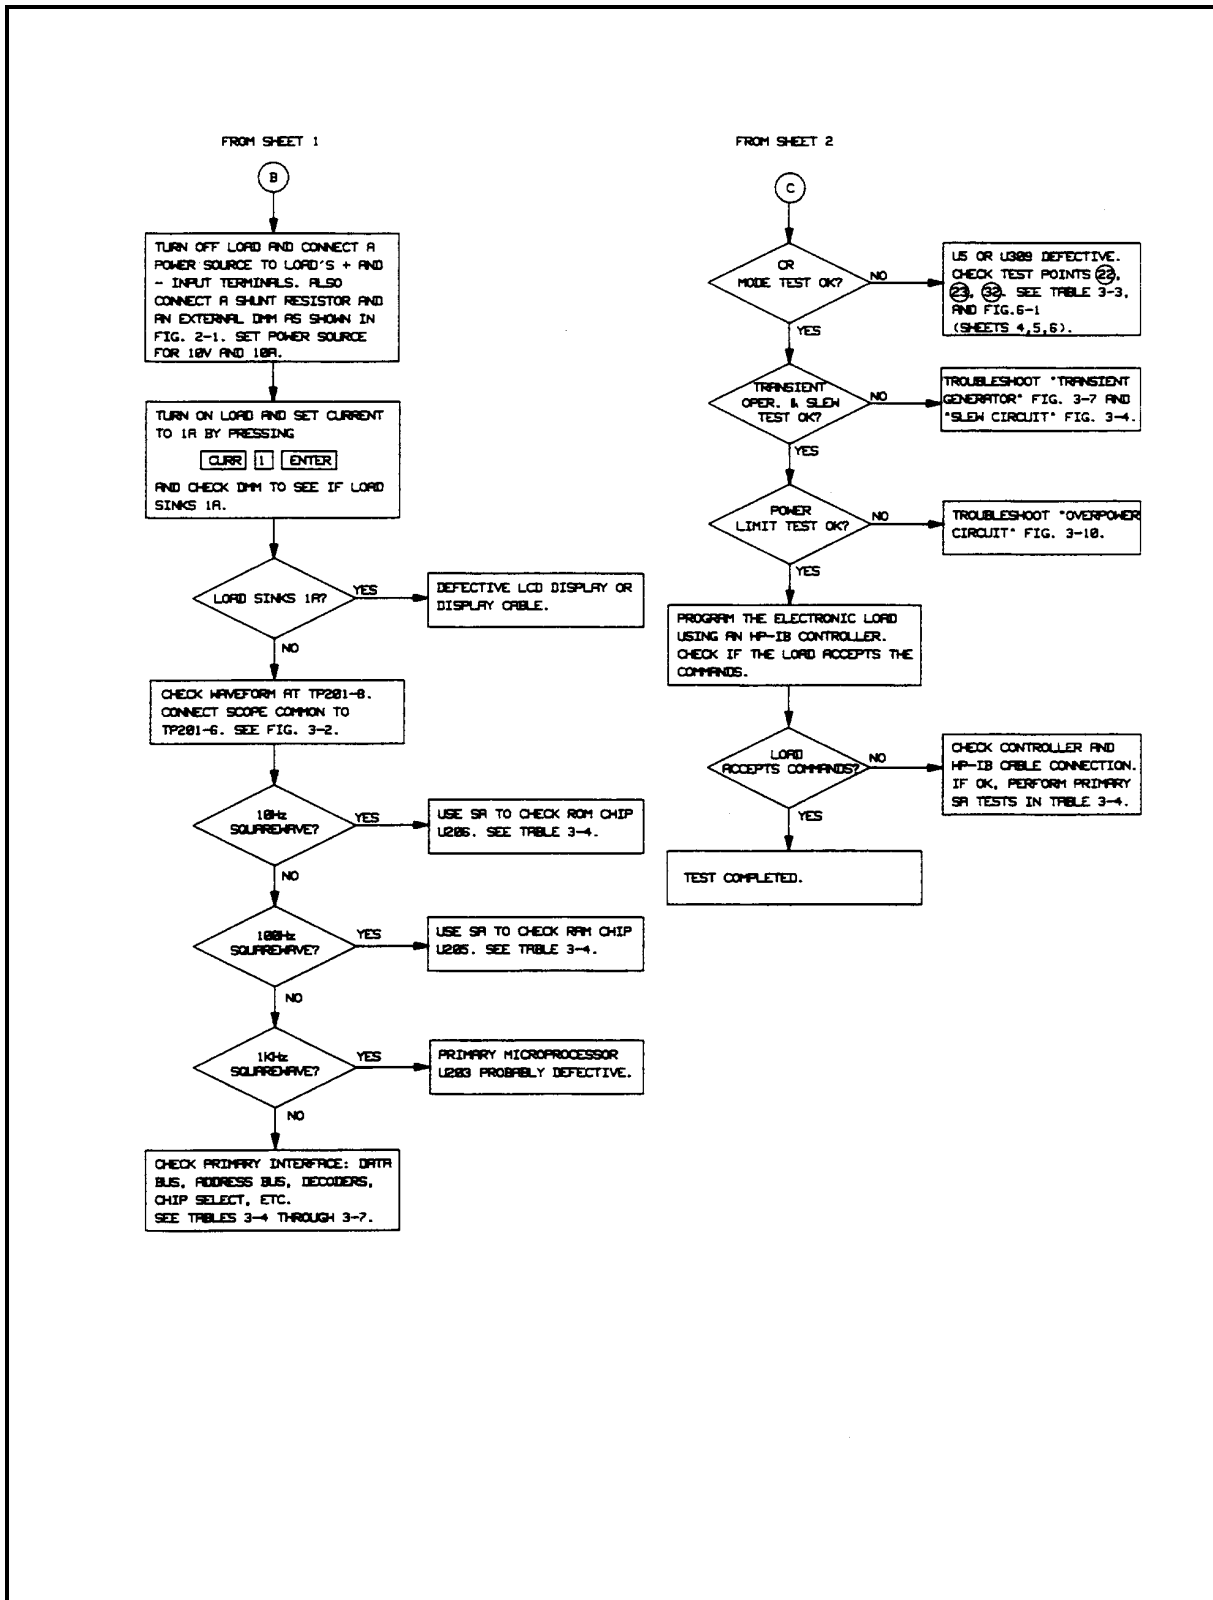 FROM SHEET 1
B
TURN OFF LOAD AND CONNECT A
POWER SOURCE TO LOAD'S + AND
- INPUT TERMINALS. ALSO
CONNECT A SHUNT RESISTOR AND
AN EXTERNAL DMM AS SHOWN IN
FIG. 2-1. SET POWER SOURCE
FOR 10V AND 10A.
TURN ON LOAD AND SET CURRENT
TO 1A BY PRESSING
CURR 1 ENTER
AND CHECK DMM TO SEE IF LOAD
SINKS 1A.
LOAD SINKS 1A?
YES
DEFECTIVE LCD DISPLAY OR
DISPLAY CABLE.
NO
CHECK WAVEFORM AT TP201-8.
CONNECT SCOPE COMMON TO
TP201-6. SEE FIG. 3-2.
10Hz
SQUAREWAVE?
YES
USE SA TO CHECK ROM CHIP
U206. SEE TABLE 3-4.
NO
100Hz
SQUAREWAVE?
YES
USE SA TO CHECK RAM CHIP
U205. SEE TABLE 3-4.
NO
1KHz
SQUAREWAVE?
YES
PRIMARY MICROPROCESSOR
U203 PROBABLY DEFECTIVE.
NO
CHECK PRIMARY INTERFACE: DATA
BUS, ADDRESS BUS, DECODERS,
CHIP SELECT, ETC.
SEE TABLES 3-4 THROUGH 3-7.
FROM SHEET 2
C
CR
MODE TEST OK?
NO
U5 OR U309 DEFECTIVE.
CHECK TEST POINTS 22,
23, 32. SEE TABLE 3-3,
AND FIG.6-1
(SHEETS 4,5,6).
YES
TRANSIENT
OPER. & SLEW
TEST OK?
NO
TROUBLESHOOT "TRANSIENT
GENERATOR" FIG. 3-7 AND
"SLEW CIRCUIT" FIG. 3-4.
YES
POWER
LIMIT TEST OK?
NO
TROUBLESHOOT "OVERPOWER
CIRCUIT" FIG. 3-10.
YES
PROGRAM THE ELECTRONIC LOAD
USING AN HP-IB CONTROLLER.
CHECK IF THE LOAD ACCEPTS THE
COMMANDS.
LOAD
ACCEPTS COMMANDS?
NO
CHECK CONTROLLER AND
HP-IB CABLE CONNECTION.
IF OK, PERFORM PRIMARY
SA TESTS IN TABLE 3-4.
YES
TEST COMPLETED.